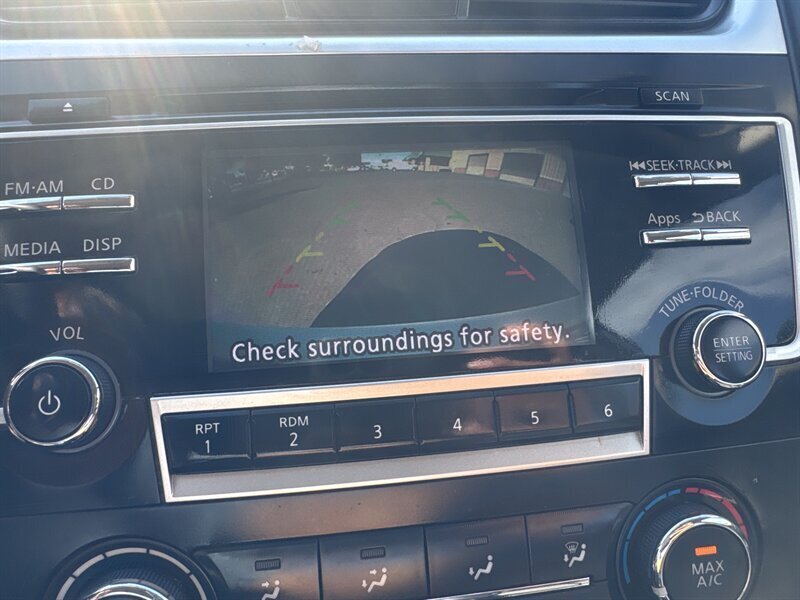 SCAN
FM·AM CD
SEEK·TRACK
MEDIA DISP
Apps BACK
VOL
TUNE·FOLDER
ENTER
SETTING
Check surroundings for safety.
RPT
1
RDM
2
3
4
5
6
MAX
A/C